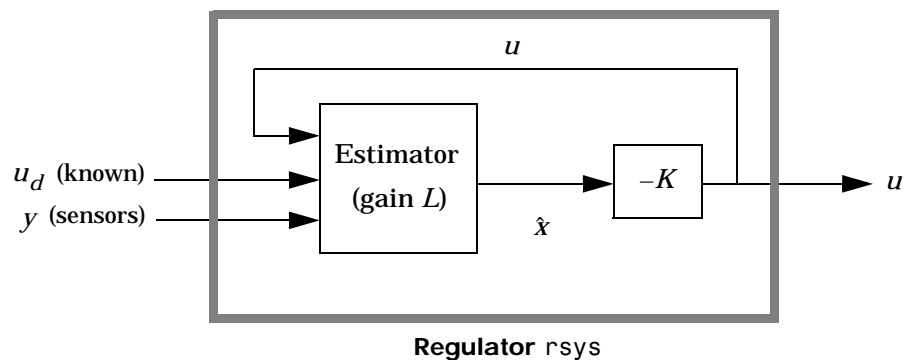 u
Estimator
(gain L)
u_d (known)
y (sensors)
–K
u
x̂
Regulator rsys